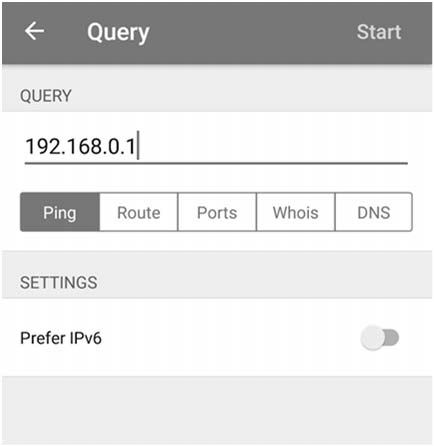 Query Start
QUERY
192.168.0.1
Ping Route Ports Whois DNS
SETTINGS
Prefer IPv6